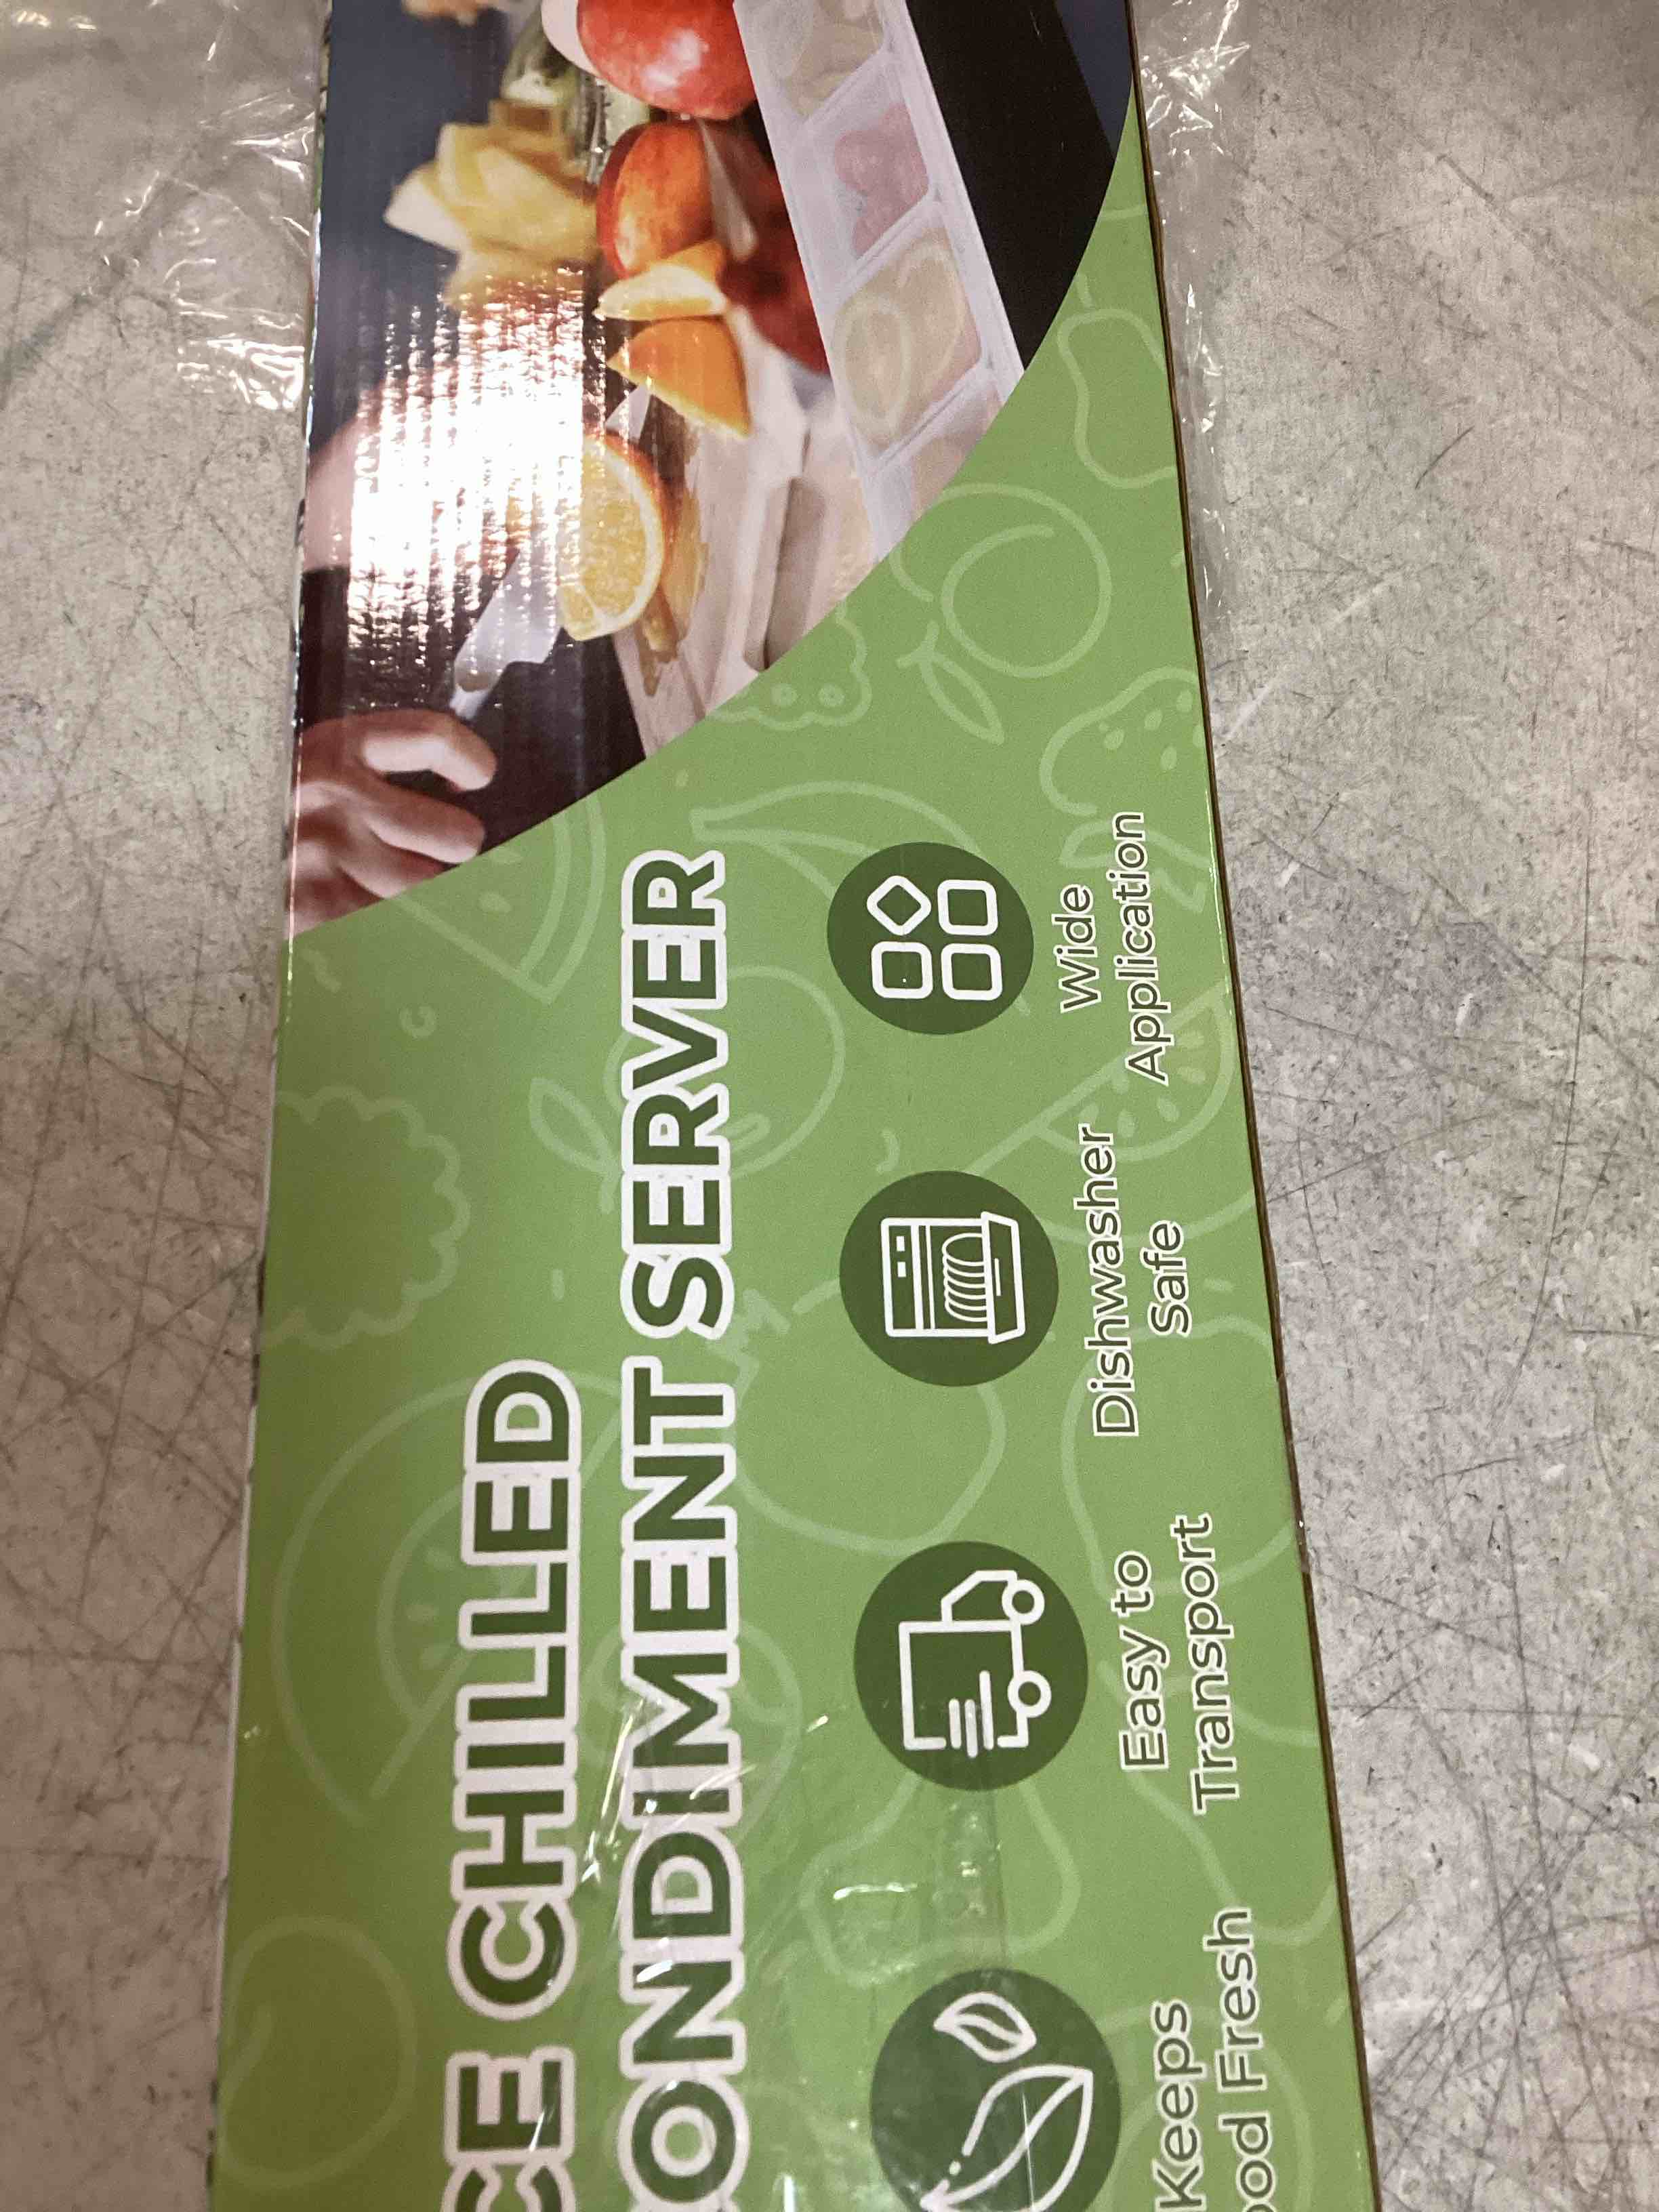 CE CHILLED
ONDIMENT SERVER
Keeps
ood Fresh
Easy to
Transport
Dishwasher
Safe
Wide
Application